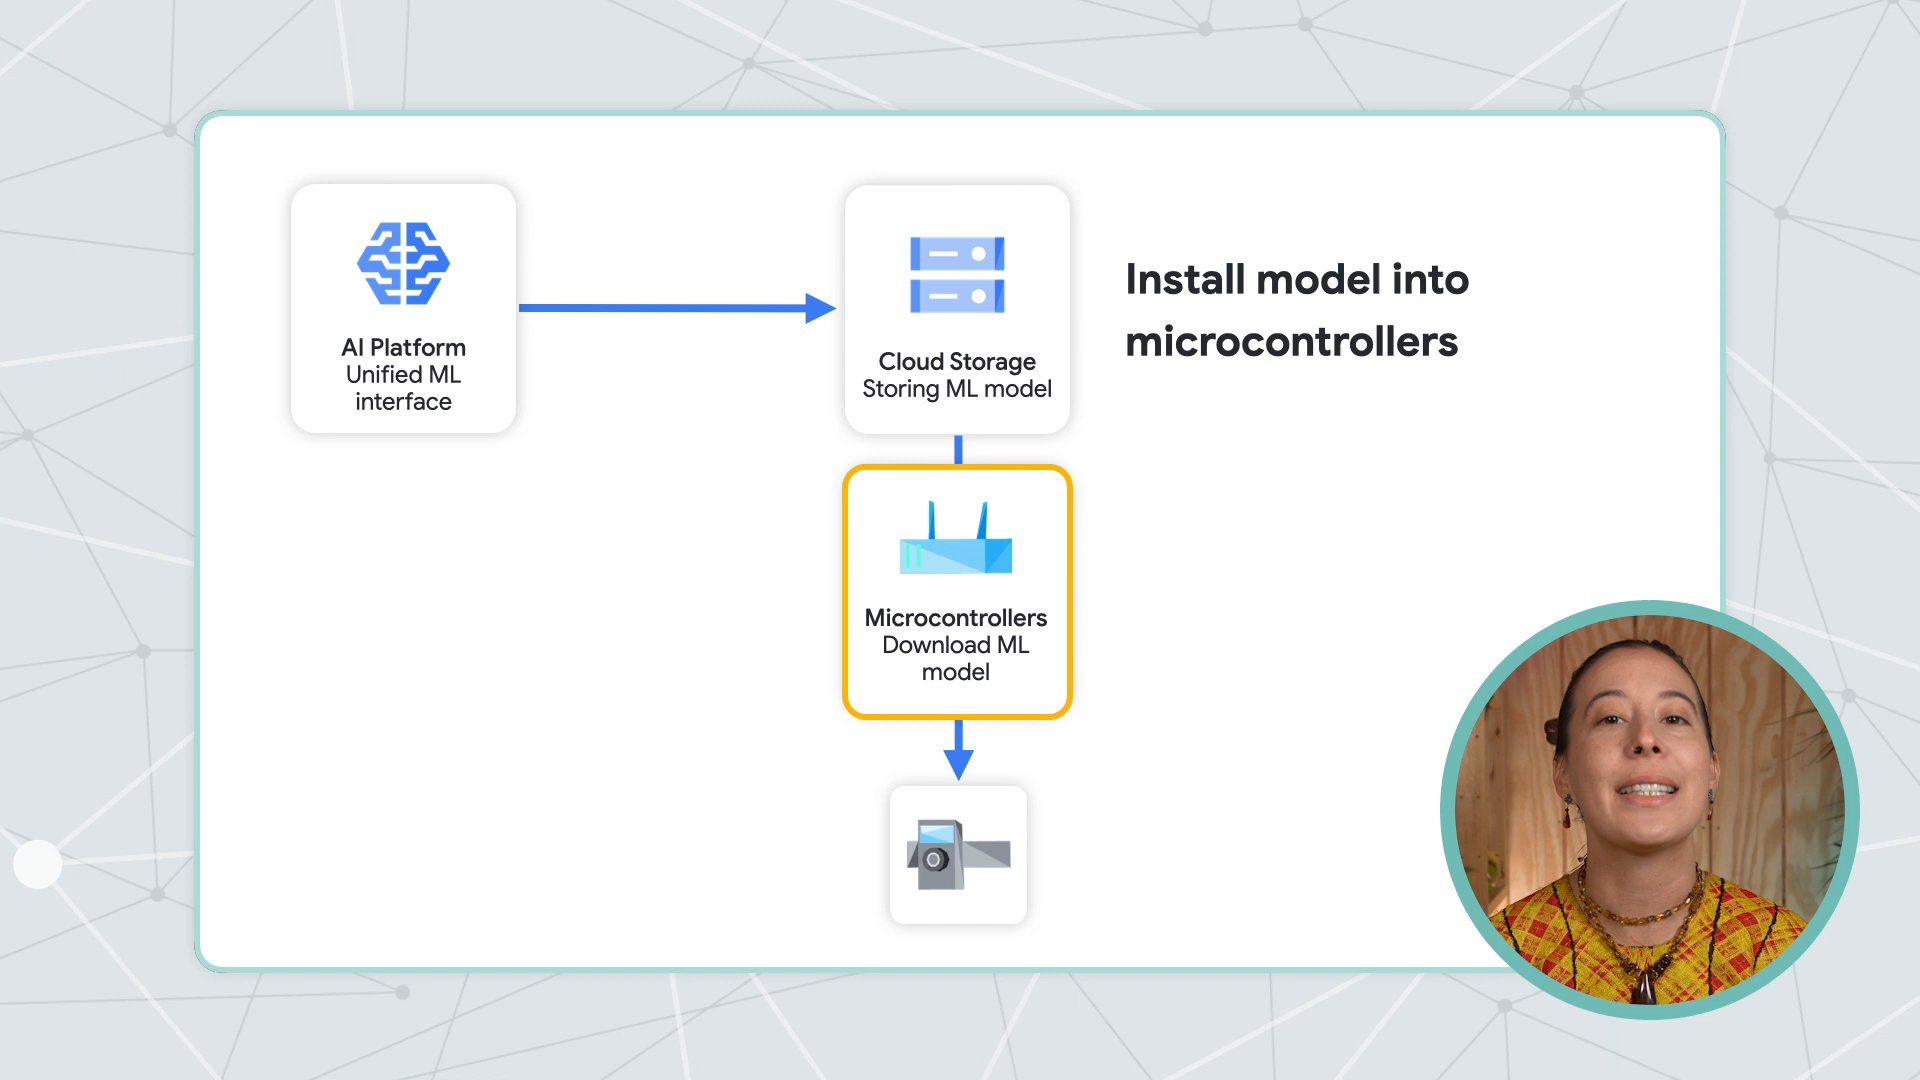 AI Platform
Unified ML
interface
Cloud Storage
Storing ML model
Install model into
microcontrollers
Microcontrollers
Download ML
model